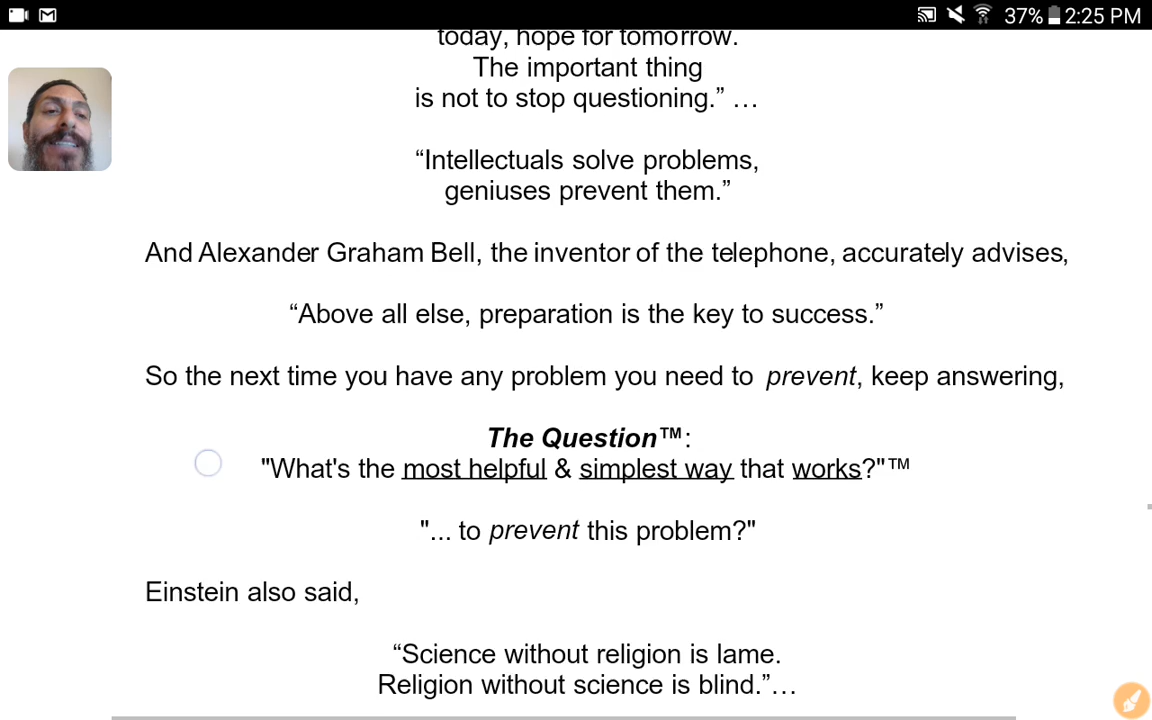 37% 2:25 PM
today, hope for tomorrow.
The important thing
is not to stop questioning.” …
“Intellectuals solve problems,
geniuses prevent them.”
And Alexander Graham Bell, the inventor of the telephone, accurately advises,
“Above all else, preparation is the key to success.”
So the next time you have any problem you need to prevent, keep answering,
The Question™:
"What's the most helpful & simplest way that works?"™
"... to prevent this problem?"
Einstein also said,
“Science without religion is lame.
Religion without science is blind.”…